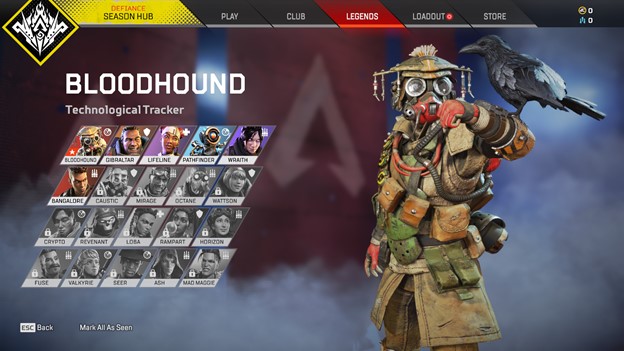 DEFIANCE
SEASON HUB
PLAY
CLUB
LEGENDS
LOADOUT
STORE
0
0
BLOODHOUND
Technological Tracker
BLOODHOUND GIBRALTAR LIFELINE PATHFINDER WRAITH
BANGALORE CAUSTIC MIRAGE OCTANE WATTSON
CRYPTO REVENANT LOBA RAMPART HORIZON
FUSE VALKYRIE SEER ASH MAD MAGGIE
ESC Back Mark All As Seen